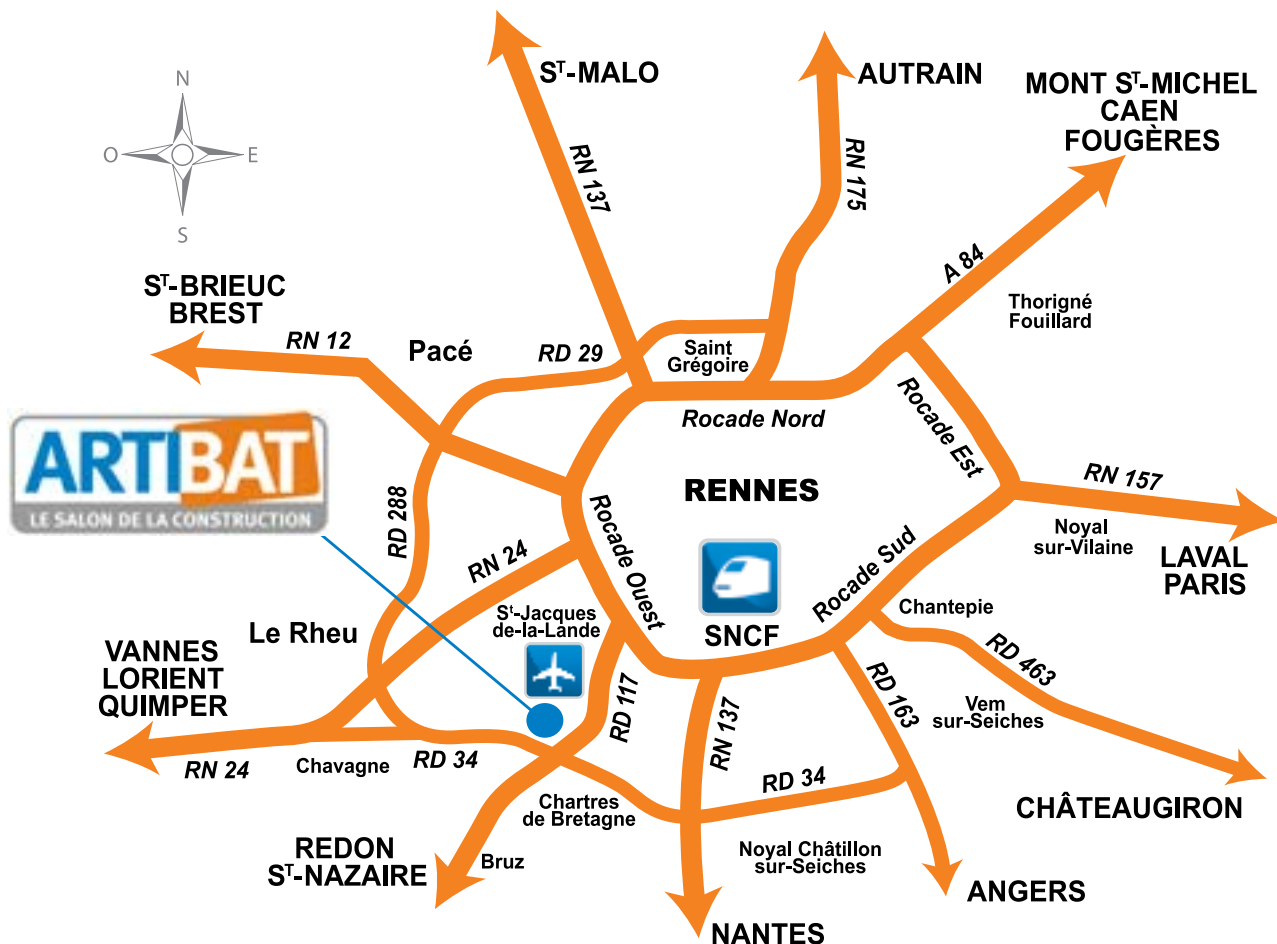 Sᵀ-MALO
AUTRAIN
MONT Sᵀ-MICHEL
CAEN
FOUGÈRES
N
O
E
S
RN 137
RN 175
A 84
Thorigné
Fouillard
Sᵀ-BRIEUC
BREST
RN 12
Pacé
RD 29
Saint
Grégoire
Rocade Nord
Rocade Est
ARTIBAT
LE SALON DE LA CONSTRUCTION
RENNES
RN 157
Noyal
sur-Vilaine
LAVAL
PARIS
RD 288
RN 24
Rocade Ouest
Rocade Sud
SNCF
Chantepie
Sᵗ-Jacques
de-la-Lande
Le Rheu
VANNES
LORIENT
QUIMPER
RD 463
RD 117
RN 137
RD 163
Vern
sur-Seiches
RN 24
Chavagne
RD 34
RD 34
Chartres
de Bretagne
CHÂTEAUGIRON
REDON
Sᵀ-NAZAIRE
Bruz
Noyal Châtillon
sur-Seiches
ANGERS
NANTES